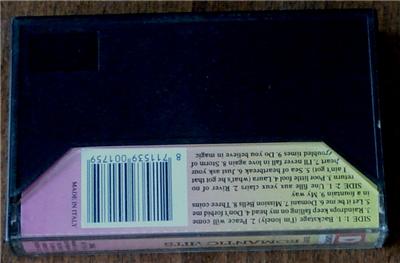 ROMANTIC HITS
SIDE 1: 1. Backstage (I'm lonely) 2. Peace will come
3. Raindrops keep falling on my head 4. forced me
5. Let it be me 6. 7. Mission Bells 8. Three coins
in a fountain 9. My way
SIDE 1: 1. Une fille aux yeux clairs 2. River of no
return 3. Poor little fool 4. Laura (what's he got that
I ain't got) 5. Sea of heartbreak 6. Just ask your
heart 7. I'll never fall in love again 8. Storm of
troubled times 9. Do you believe in magic
8 711539 001759
MADE IN ITALY